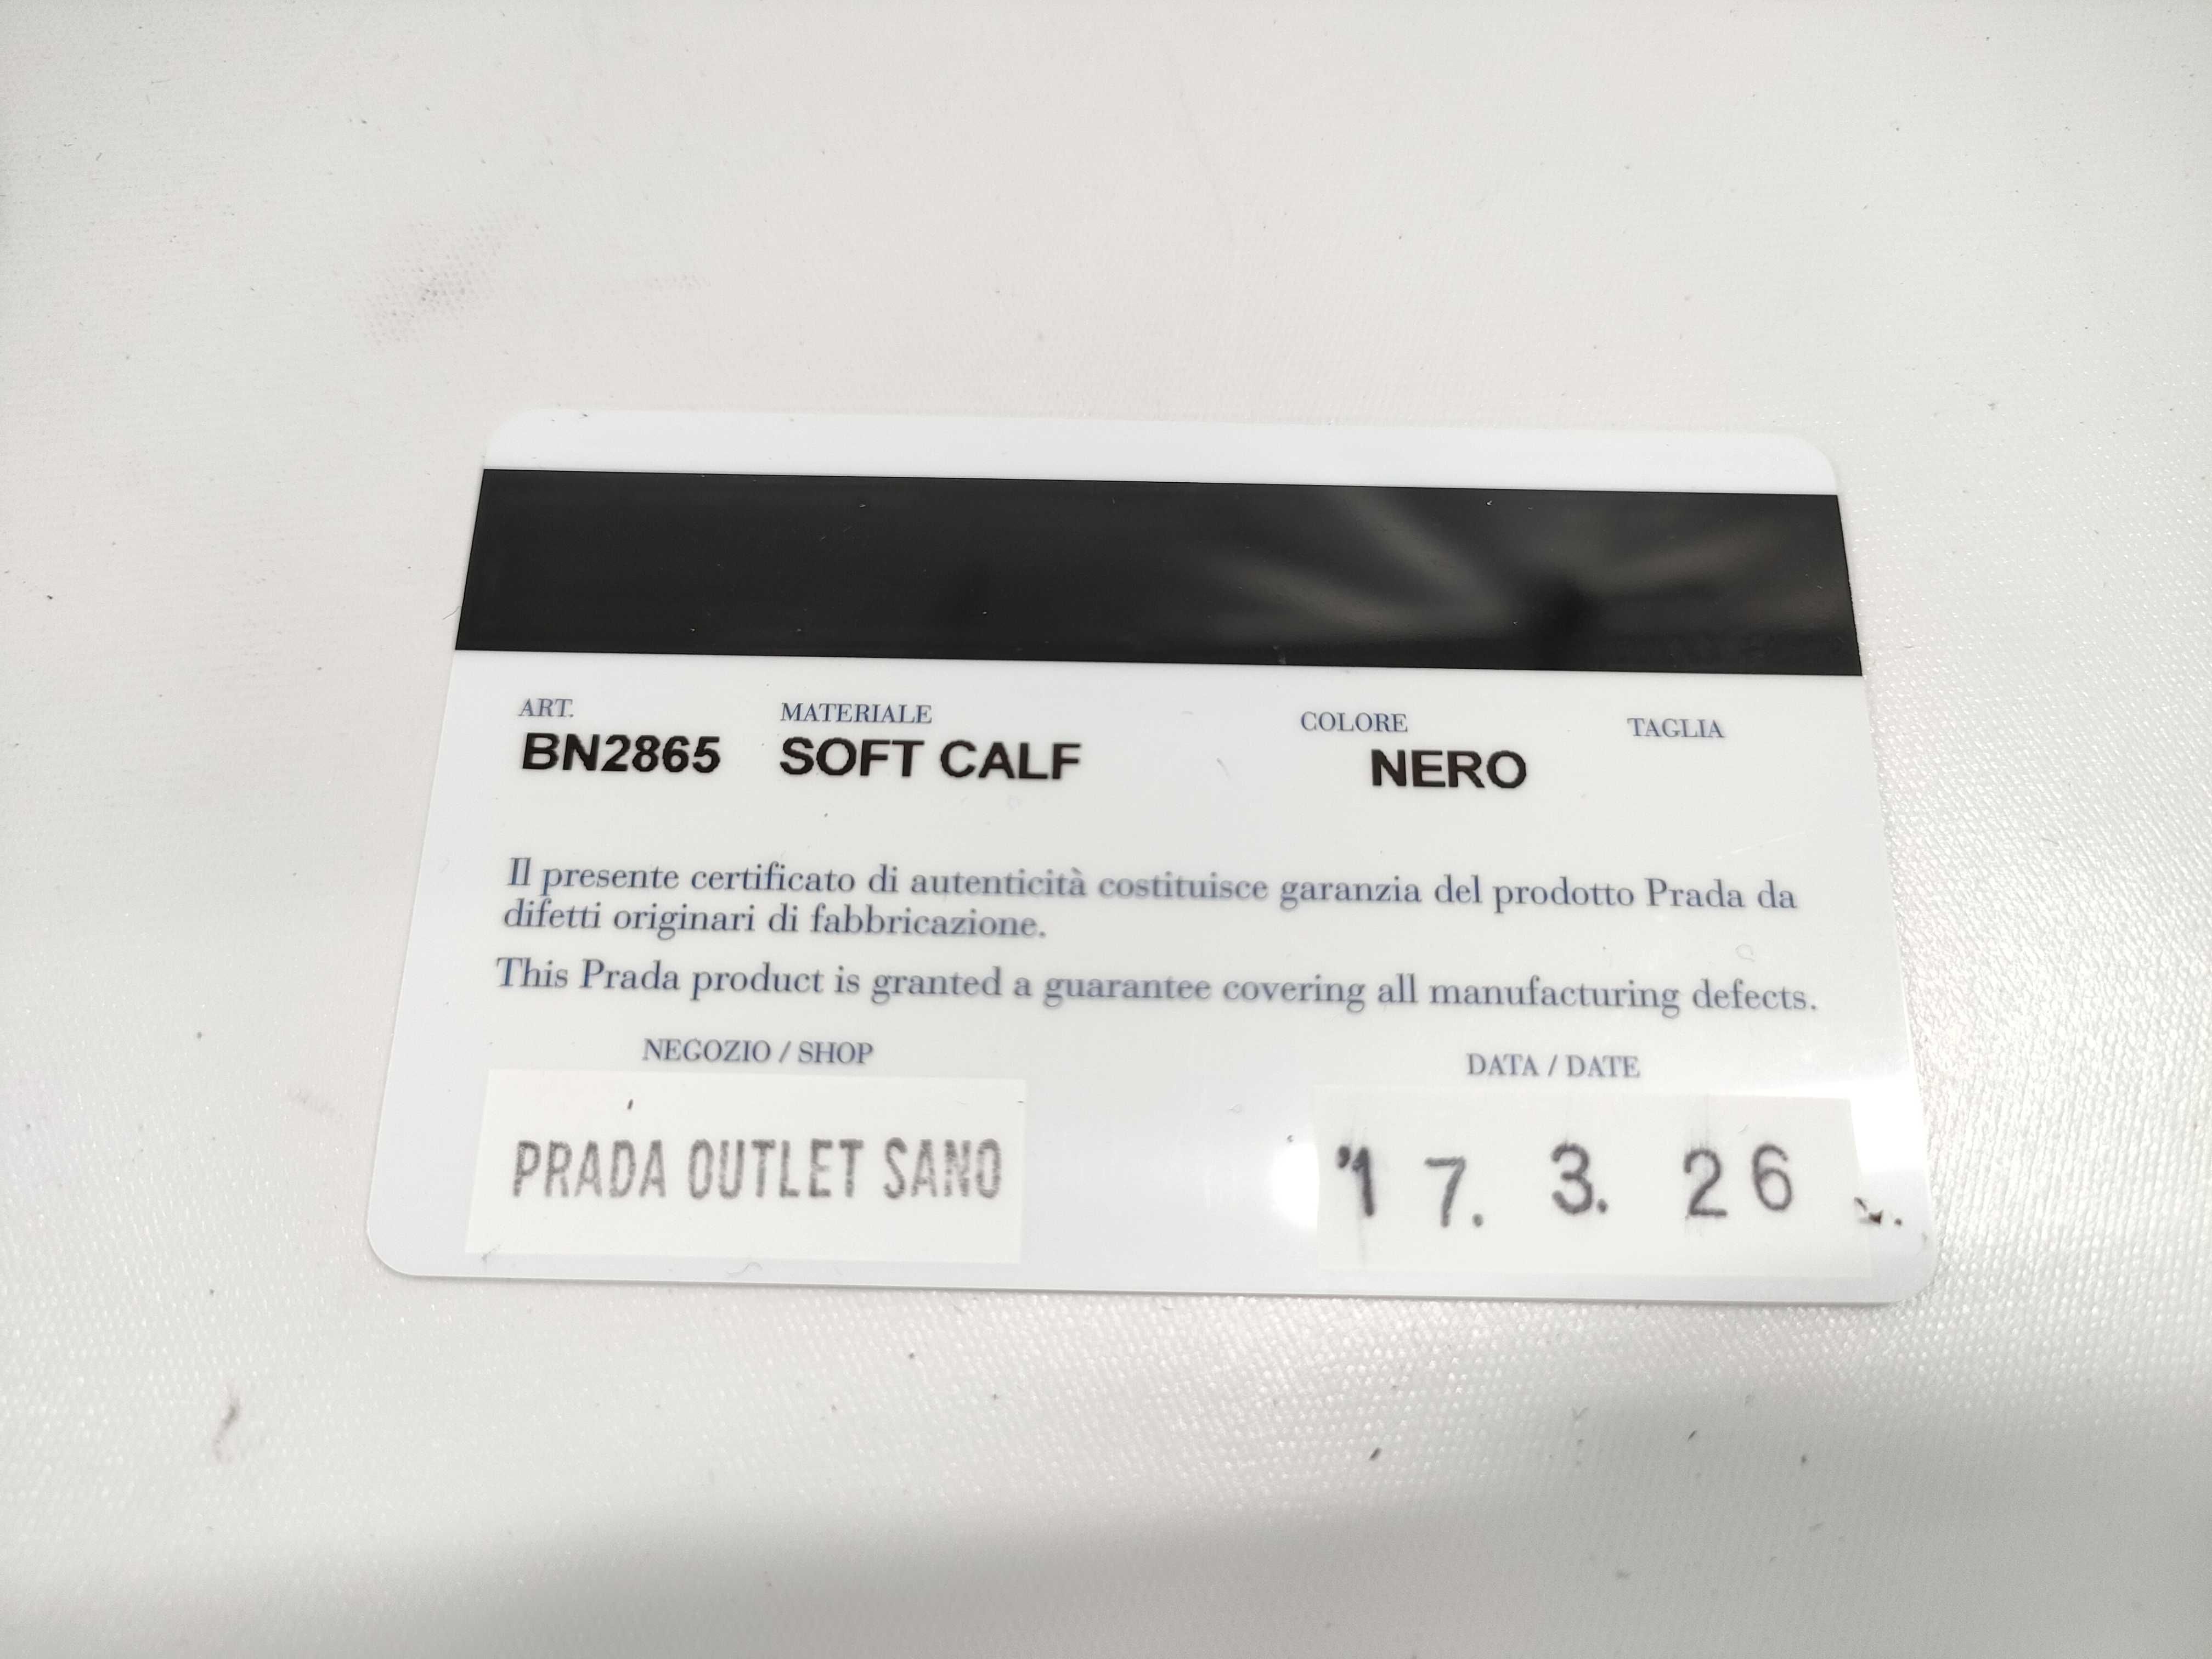 ART. MATERIALE COLORE TAGLIA
BN2865 SOFT CALF NERO
Il presente certificato di autenticità costituisce garanzia del prodotto Prada da
difetti originari di fabbricazione.
This Prada product is granted a guarantee covering all manufacturing defects.
NEGOZIO / SHOP DATA / DATE
PRADA OUTLET SANO '17. 3. 26